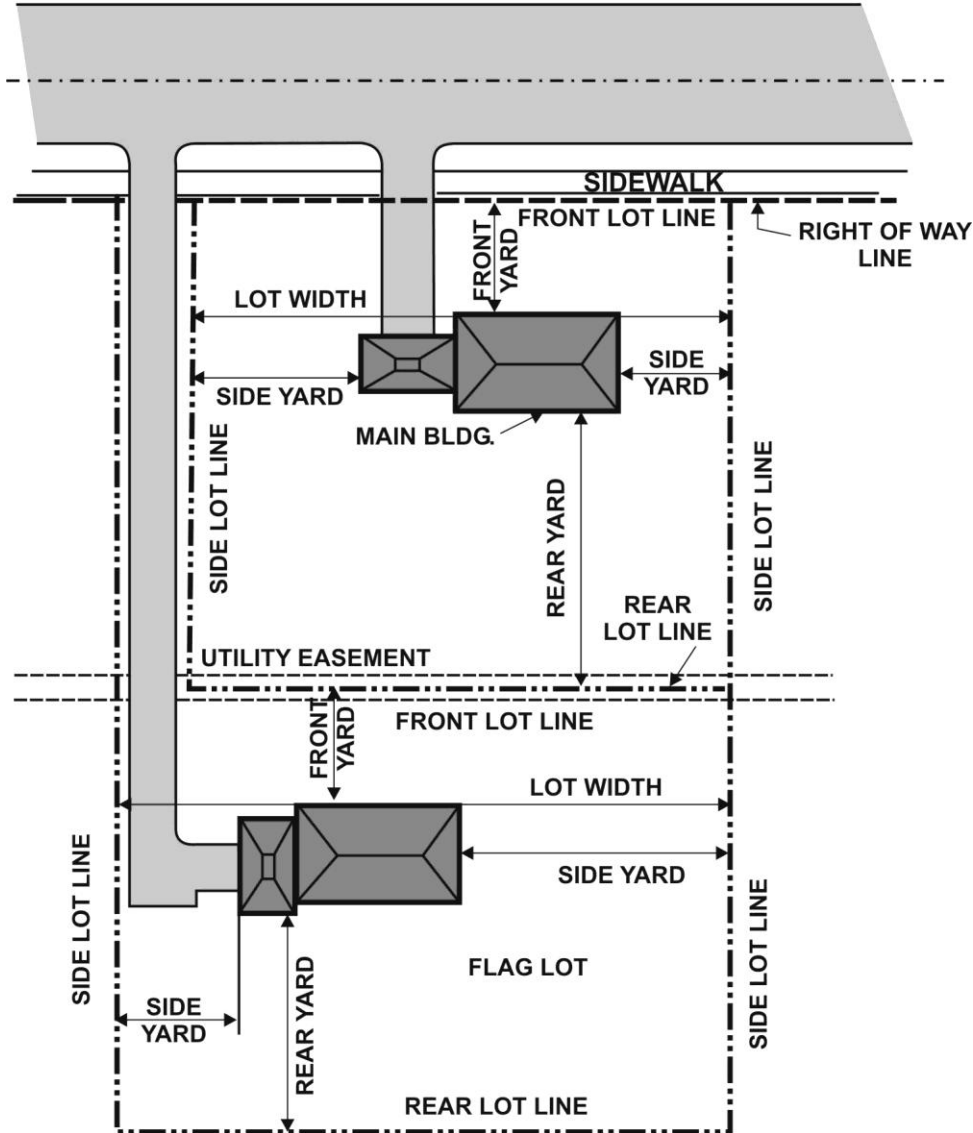 SIDEWALK
FRONT LOT LINE
RIGHT OF WAY
LINE
FRONT
YARD
LOT WIDTH
SIDE
YARD
SIDE YARD
MAIN BLDG.
SIDE LOT LINE
SIDE LOT LINE
REAR YARD
REAR
LOT LINE
UTILITY EASEMENT
FRONT LOT LINE
FRONT
YARD
LOT WIDTH
SIDE YARD
SIDE LOT LINE
SIDE LOT LINE
FLAG LOT
SIDE
YARD
REAR YARD
REAR LOT LINE